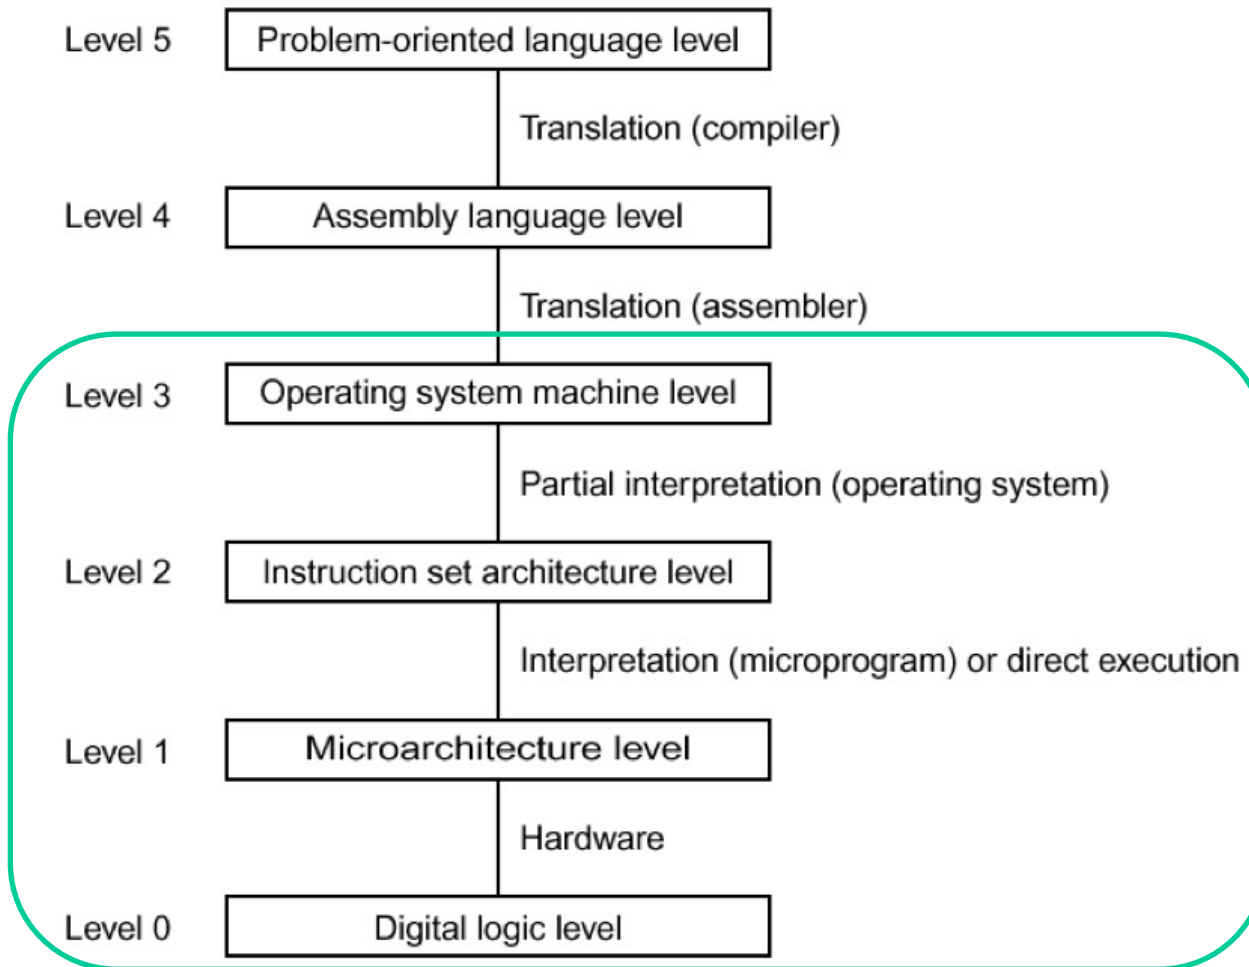 Level 5 Problem-oriented language level
Translation (compiler)
Level 4 Assembly language level
Translation (assembler)
Level 3 Operating system machine level
Partial interpretation (operating system)
Level 2 Instruction set architecture level
Interpretation (microprogram) or direct execution
Level 1 Microarchitecture level
Hardware
Level 0 Digital logic level